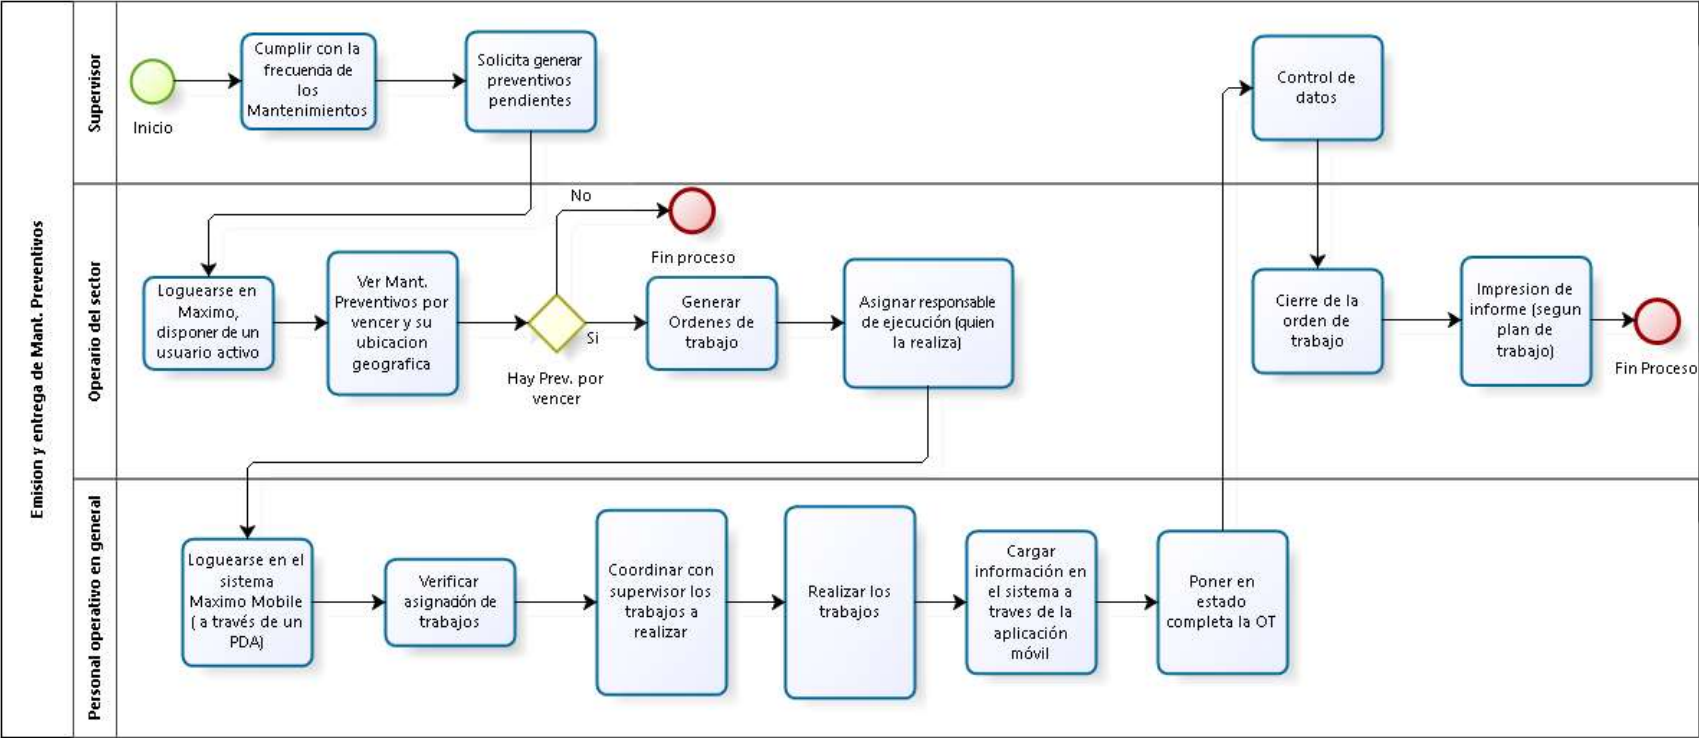 Emision y entrega de Mant. Preventivos
Supervisor
Inicio
Cumplir con la
frecuencia de
los
Mantenimientos
Solicita generar
preventivos
pendientes
Control de
datos
Operario del sector
Loguearse en
Maximo,
disponer de un
usuario activo
Ver Mant.
Preventivos por
vencer y su
ubicacion
geografica
Hay Prev. por
vencer
No
Fin proceso
Si
Generar
Ordenes de
trabajo
Asignar responsable
de ejecución (quien
la realiza)
Cierre de la
orden de
trabajo
Impresion de
informe (segun
plan de
trabajo)
Fin Proceso
Personal operativo en general
Loguearse en el
sistema
Maximo Mobile
( a través de un
PDA)
Verificar
asignación de
trabajos
Coordinar con
supervisor los
trabajos a
realizar
Realizar los
trabajos
Cargar
información en
el sistema a
traves de la
aplicación
móvil
Poner en
estado
completa la OT